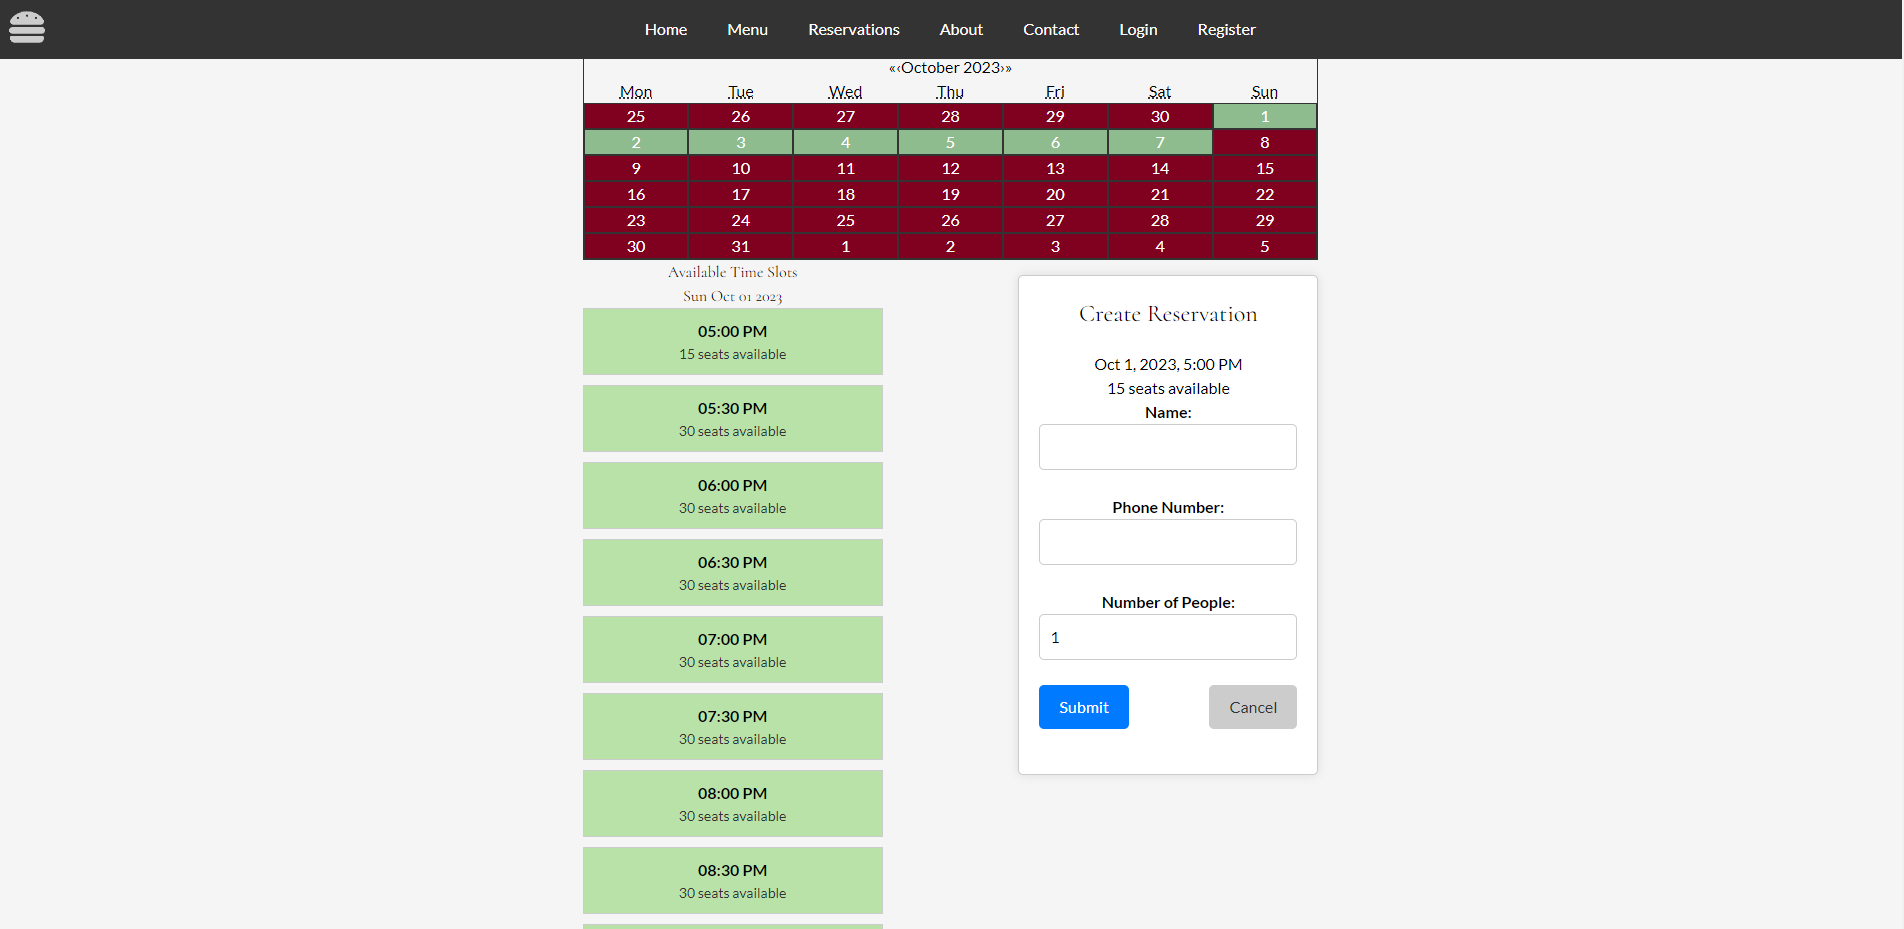 Home Menu Reservations About Contact Login Register
«‹October 2023›»
Mon Tue Wed Thu Fri Sat Sun
25 26 27 28 29 30 1
2 3 4 5 6 7 8
9 10 11 12 13 14 15
16 17 18 19 20 21 22
23 24 25 26 27 28 29
30 31 1 2 3 4 5
Available Time Slots
Sun Oct 01 2023
05:00 PM
15 seats available
05:30 PM
30 seats available
06:00 PM
30 seats available
06:30 PM
30 seats available
07:00 PM
30 seats available
07:30 PM
30 seats available
08:00 PM
30 seats available
08:30 PM
30 seats available
Create Reservation
Oct 1, 2023, 5:00 PM
15 seats available
Name:
Phone Number:
Number of People:
1
Submit Cancel